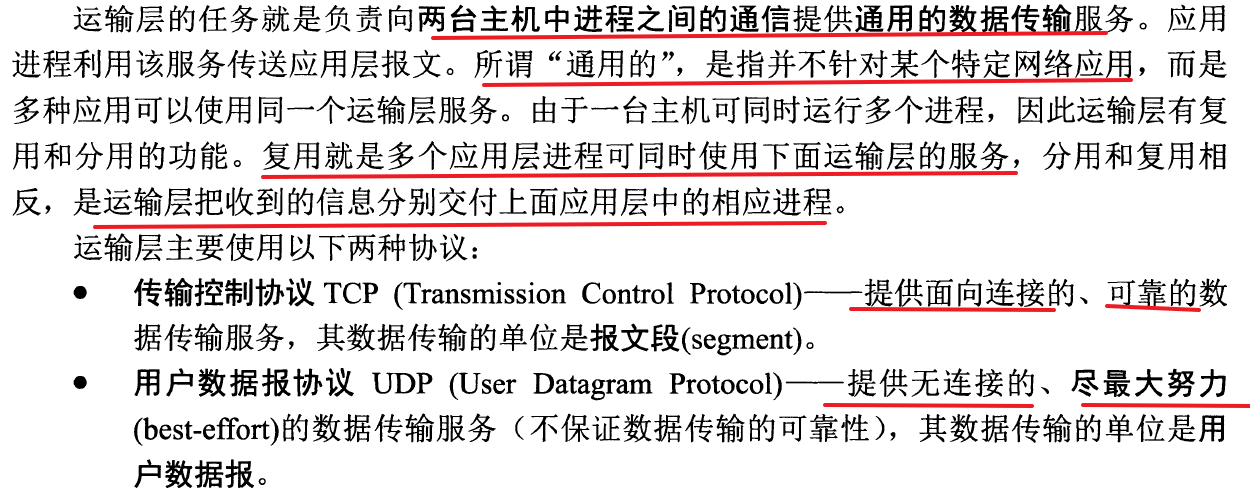 运输层的任务就是负责向两台主机中进程之间的通信提供通用的数据传输服务。应用
进程利用该服务传送应用层报文。所谓“通用的”，是指并不针对某个特定网络应用，而是
多种应用可以使用同一个运输层服务。由于一台主机可同时运行多个进程，因此运输层有复
用和分用的功能。复用就是多个应用层进程可同时使用下面运输层的服务，分用和复用相
反，是运输层把收到的信息分别交付上面应用层中的相应进程。
运输层主要使用以下两种协议：
● 传输控制协议 TCP (Transmission Control Protocol)——提供面向连接的、可靠的数
据传输服务，其数据传输的单位是报文段(segment)。
● 用户数据报协议 UDP (User Datagram Protocol)——提供无连接的、尽最大努力
(best-effort)的数据传输服务（不保证数据传输的可靠性），其数据传输的单位是用
户数据报。